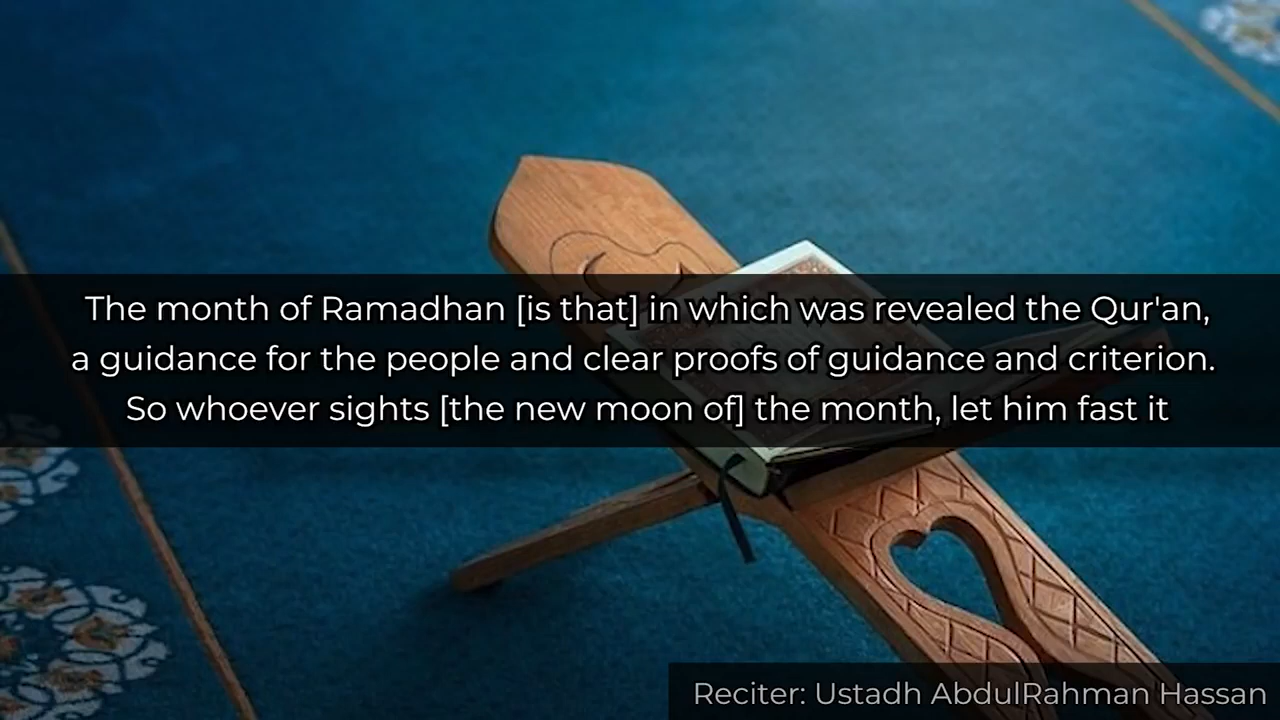 The month of Ramadhan [is that] in which was revealed the Qur'an,
a guidance for the people and clear proofs of guidance and criterion.
So whoever sights [the new moon of] the month, let him fast it
Reciter: Ustadh AbdulRahman Hassan